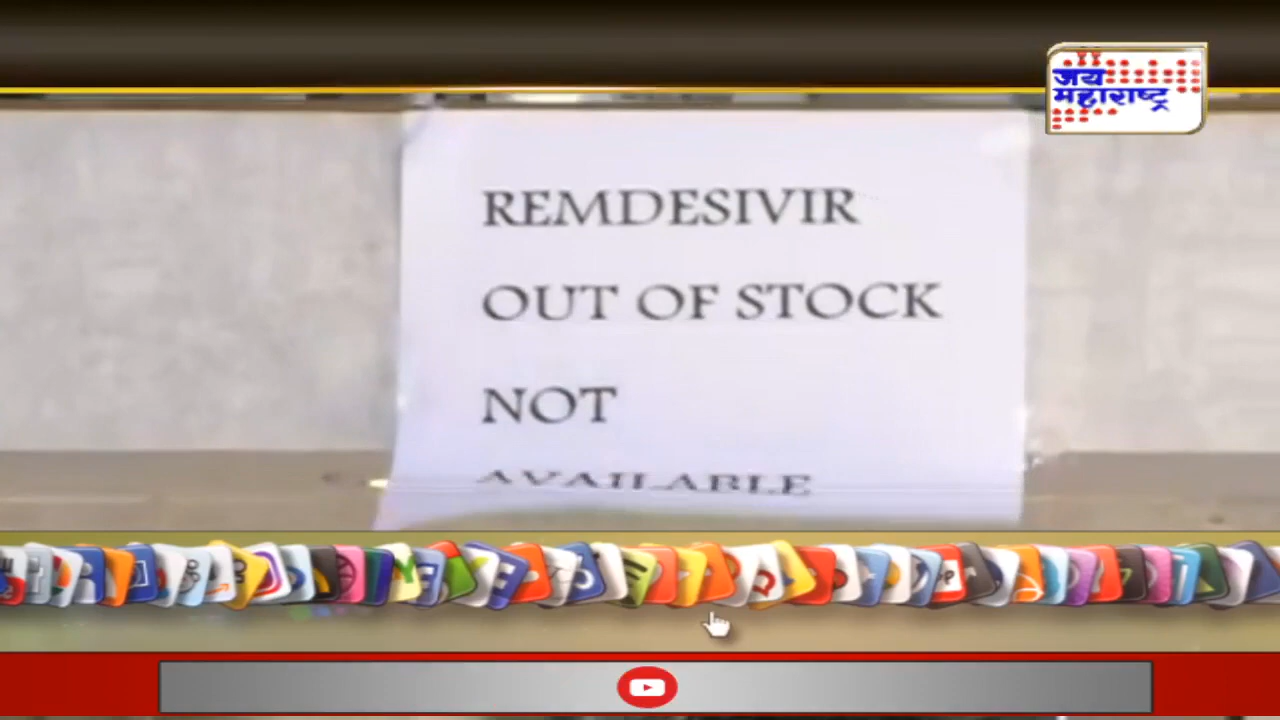 जय
महाराष्ट्र
REMDESIVIR
OUT OF STOCK
NOT
AVAILABLE